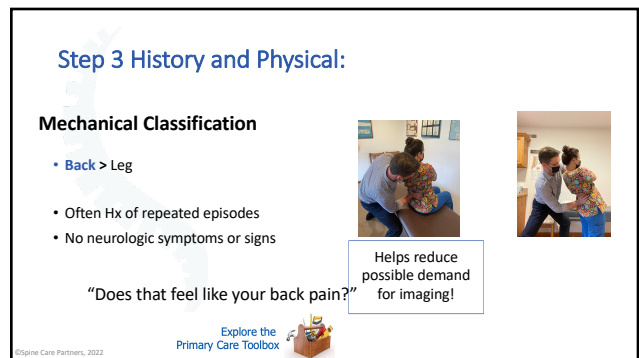 Step 3 History and Physical:
Mechanical Classification
• Back > Leg
• Often Hx of repeated episodes
• No neurologic symptoms or signs
Helps reduce
possible demand
for imaging!
“Does that feel like your back pain?”
Explore the
Primary Care Toolbox
©Spine Care Partners, 2022